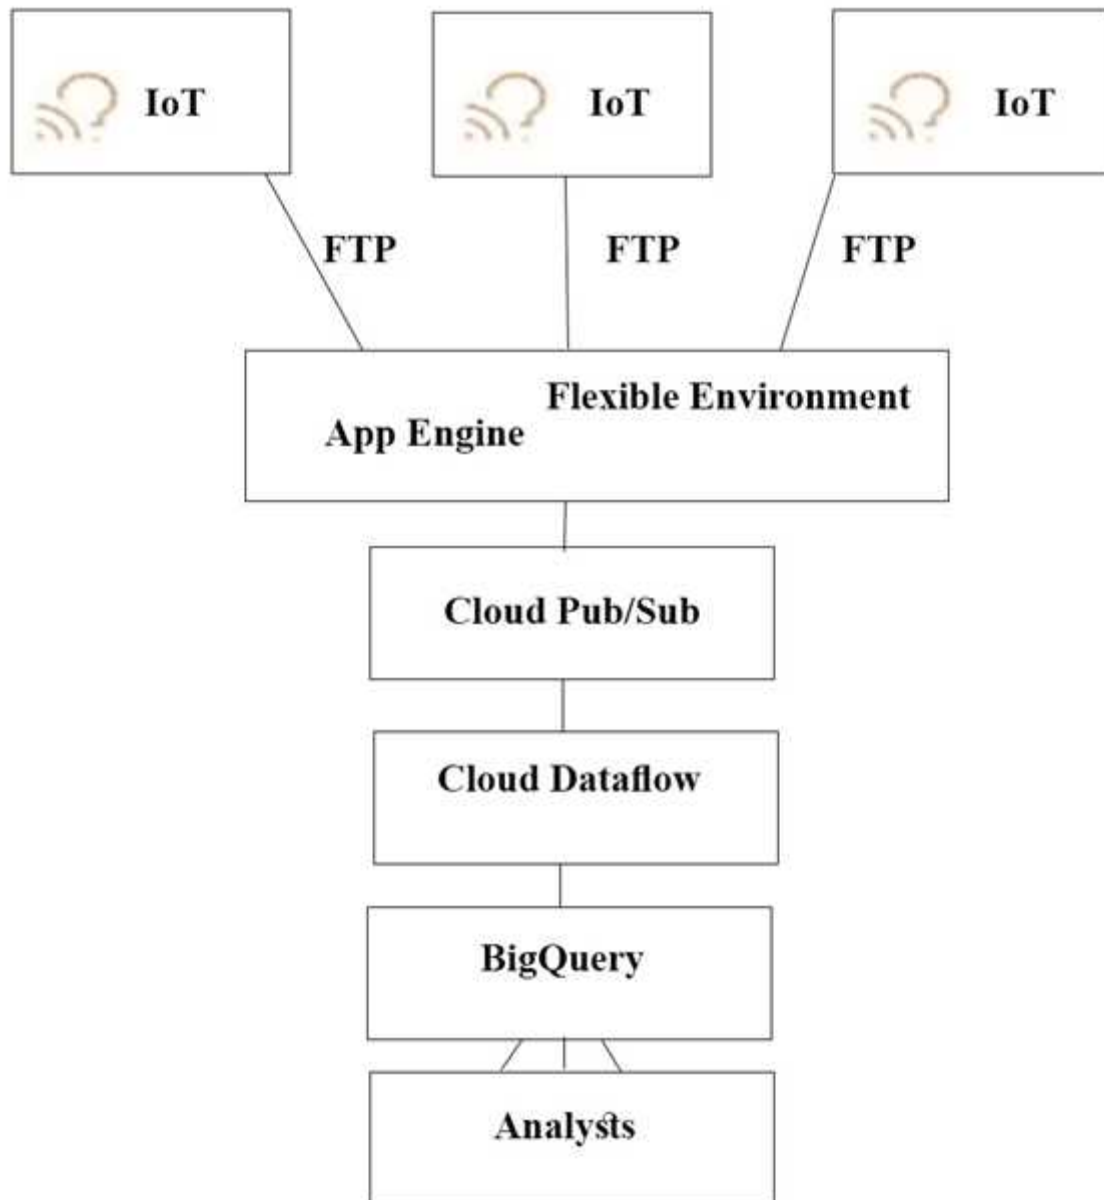 IoT
IoT
IoT
FTP
FTP
FTP
Flexible Environment
App Engine
Cloud Pub/Sub
Cloud Dataflow
BigQuery
Analysts